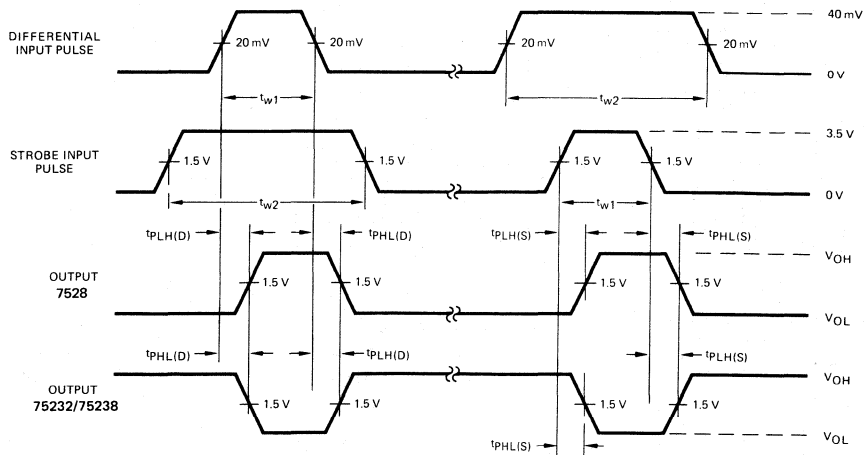 40 mV
DIFFERENTIAL
INPUT PULSE
20 mV 20 mV 20 mV 20 mV
0 V
tw1 tw2
3.5 V
STROBE INPUT
PULSE
1.5 V 1.5 V 1.5 V 1.5 V
0 V
tw2 tw1
tPLH(D) tPHL(D) tPLH(S) tPHL(S)
VOH
OUTPUT
7528
1.5 V 1.5 V 1.5 V 1.5 V
VOL
tPHL(D) tPLH(D) tPLH(S)
VOH
OUTPUT
75232/75238
1.5 V 1.5 V 1.5 V 1.5 V
VOL
tPHL(S)